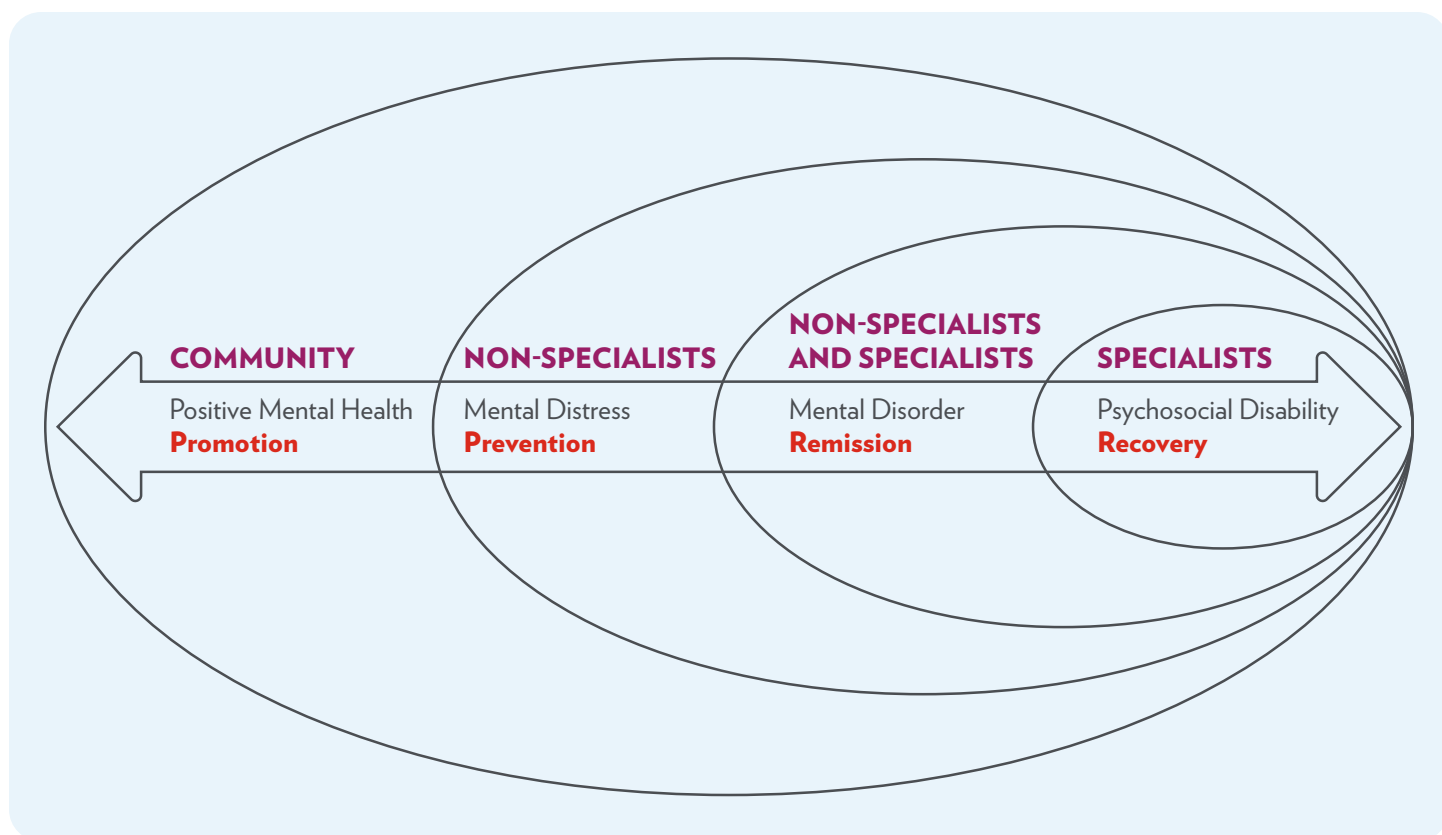 COMMUNITY
Positive Mental Health
Promotion
NON-SPECIALISTS
Mental Distress
Prevention
NON-SPECIALISTS
AND SPECIALISTS
Mental Disorder
Remission
SPECIALISTS
Psychosocial Disability
Recovery